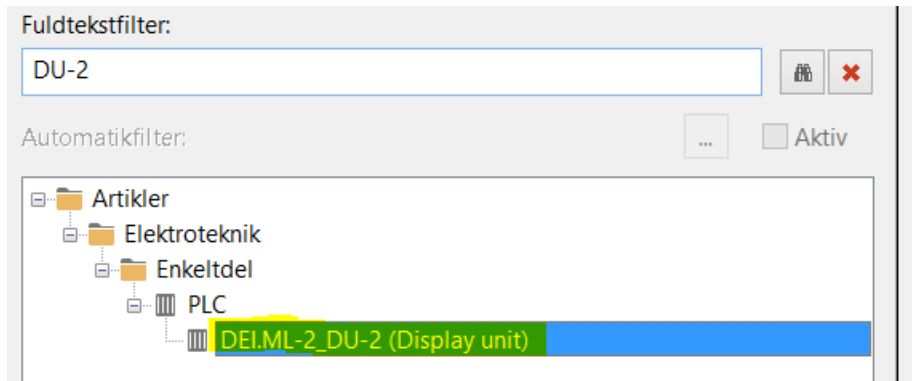 Fuldtekstfilter:
DU-2
Automatikfilter:
...
Aktiv
Artikler
Elektroteknik
Enkeltdel
PLC
DEI.ML-2_DU-2 (Display unit)